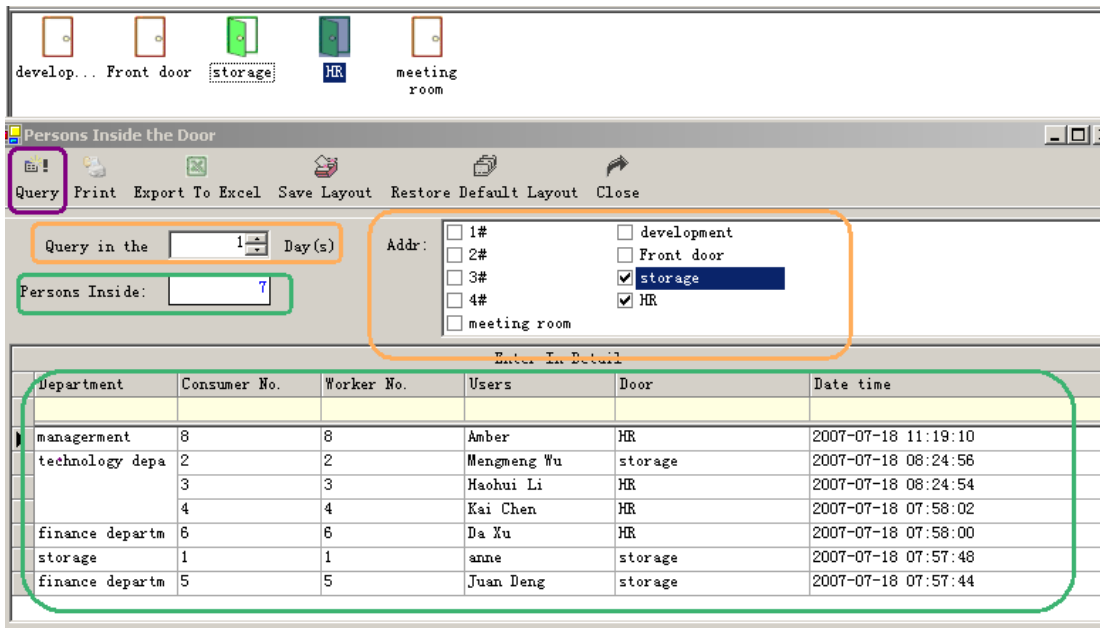 develop... Front door storage HR meeting
room
Persons Inside the Door
Query Print Export To Excel Save Layout Restore Default Layout Close
Query in the 1 Day(s) Addr: 1# development
2# Front door
Persons Inside: 7 3# storage
4# HR
meeting room
Enter In Detail
Department Consumer No. Worker No. Users Door Date time
managerment 8 8 Amber HR 2007-07-18 11:19:10
technology depa 2 2 Mengmeng Wu storage 2007-07-18 08:24:56
3 3 Haohui Li HR 2007-07-18 08:24:54
4 4 Kai Chen HR 2007-07-18 07:58:02
finance departm 6 6 Da Xu HR 2007-07-18 07:58:00
storage 1 1 anne storage 2007-07-18 07:57:48
finance departm 5 5 Juan Deng storage 2007-07-18 07:57:44